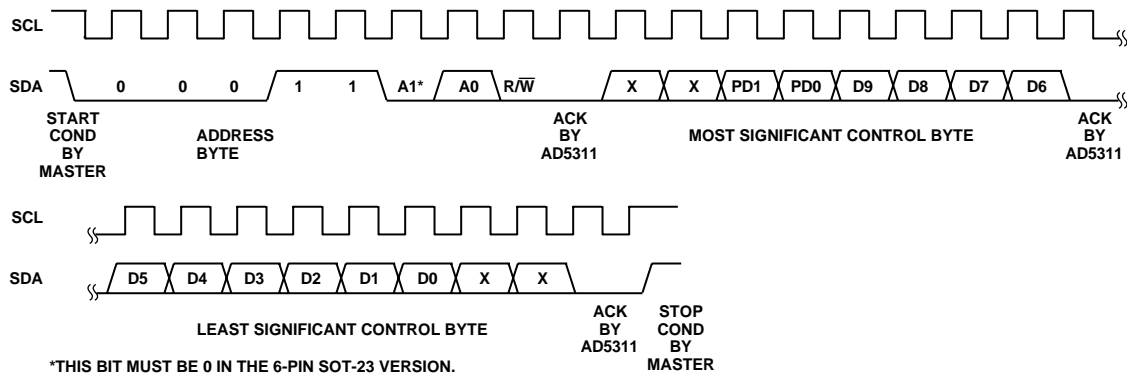 SCL
SDA 0 0 0 1 1 A1* A0 R/W̅ X X PD1 PD0 D9 D8 D7 D6
START COND BY MASTER
ADDRESS BYTE
ACK BY AD5311
MOST SIGNIFICANT CONTROL BYTE
ACK BY AD5311
SCL
SDA D5 D4 D3 D2 D1 D0 X X
LEAST SIGNIFICANT CONTROL BYTE
ACK BY AD5311
STOP COND BY MASTER
*THIS BIT MUST BE 0 IN THE 6-PIN SOT-23 VERSION.